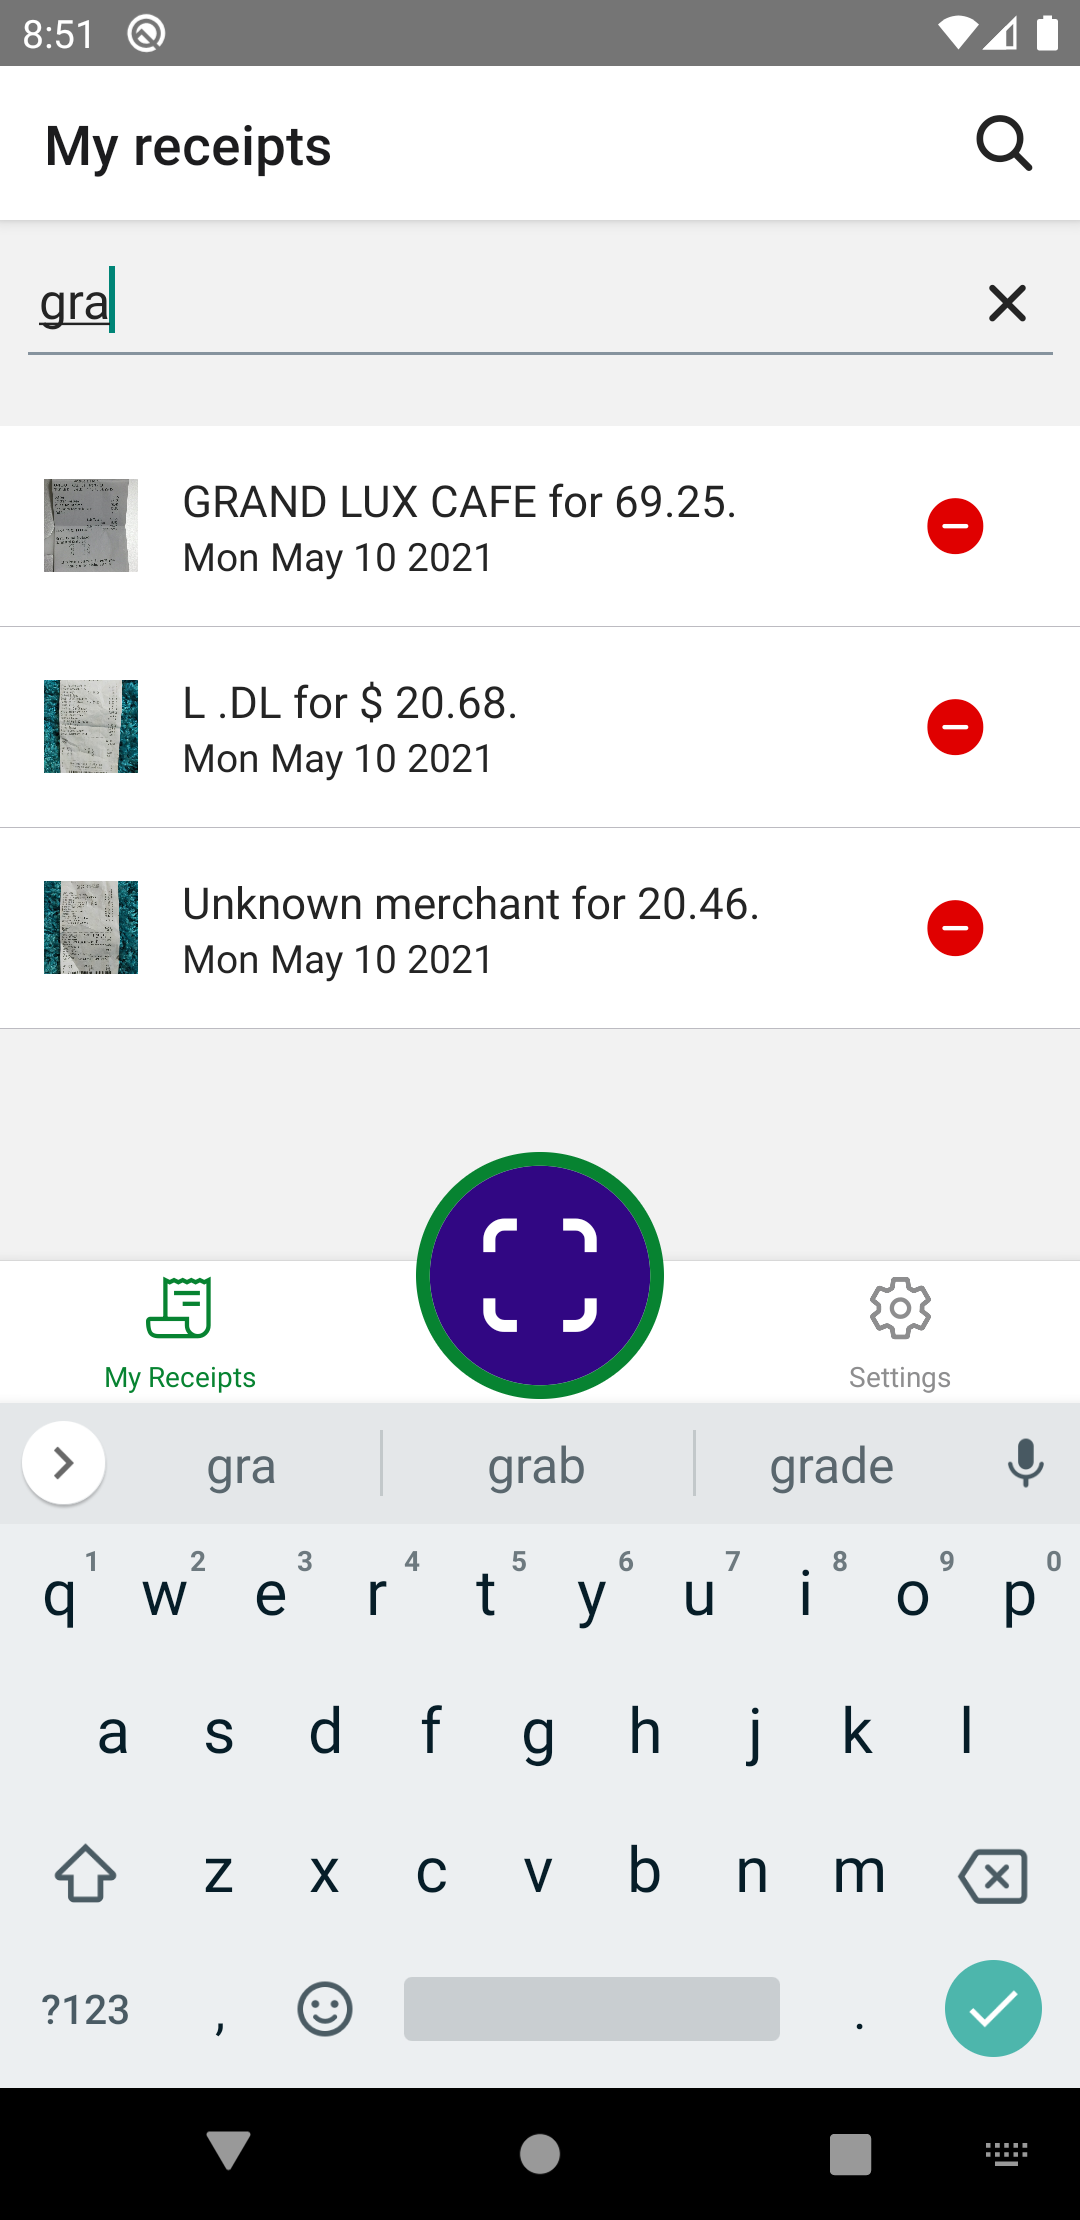 8:51
My receipts
gra
GRAND LUX CAFE for 69.25.
Mon May 10 2021
L .DL for $ 20.68.
Mon May 10 2021
Unknown merchant for 20.46.
Mon May 10 2021
My Receipts
Settings
gra grab grade
1 2 3 4 5 6 7 8 9 0
q w e r t y u i o p
a s d f g h j k l
z x c v b n m
?123 , .